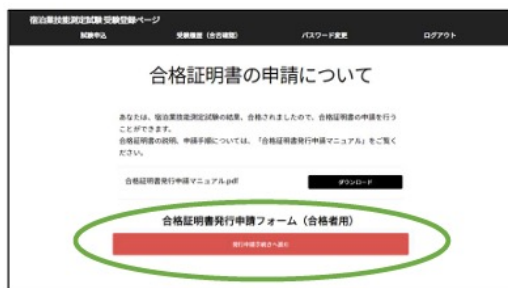 宿泊業技能測定試験 受験登録ページ
試験申込 受験履歴（合否確認） パスワード変更 ログアウト
合格証明書の申請について
あなたは、宿泊業技能測定試験の結果、合格されましたので、合格証明書の申請を行う
ことができます。
合格証明書の説明、申請手順については、「合格証明書発行申請マニュアル」をご覧く
ださい。
合格証明書発行申請マニュアル.pdf ダウンロード
合格証明書発行申請フォーム（合格者用）
発行申請手続きへ進む